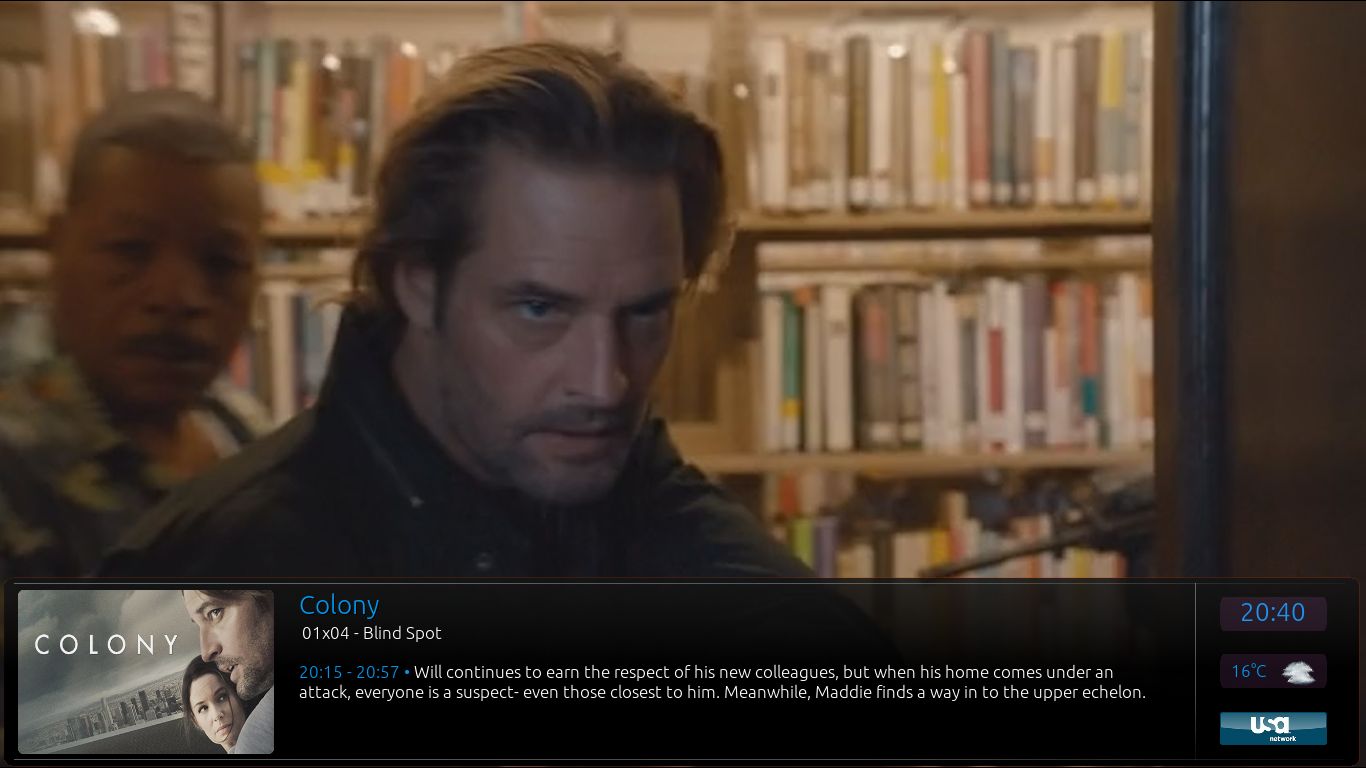 COLONY
Colony
01x04 - Blind Spot
20:15 - 20:57 • Will continues to earn the respect of his new colleagues, but when his home comes under an
attack, everyone is a suspect- even those closest to him. Meanwhile, Maddie finds a way in to the upper echelon.
20:40
16°C
usa
network